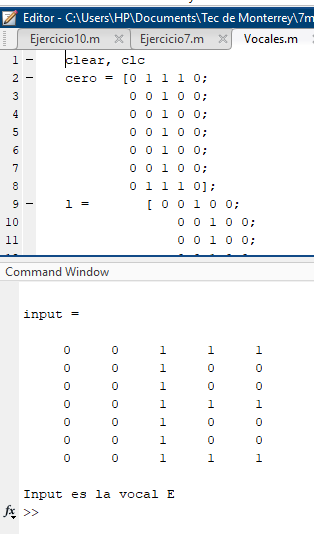 Editor - C:\Users\HP\Documents\Tec de Monterrey\7m
Ejercicio10.m Ejercicio7.m Vocales.m
1 - clear, clc
2 - cero = [0 1 1 1 0;
3 0 0 1 0 0;
4 0 0 1 0 0;
5 0 0 1 0 0;
6 0 0 1 0 0;
7 0 0 1 0 0;
8 0 1 1 1 0];
9 - l = [ 0 0 1 0 0;
10 0 0 1 0 0;
11 0 0 1 0 0;
Command Window
input =
0 0 1 1 1
0 0 1 0 0
0 0 1 0 0
0 0 1 1 1
0 0 1 0 0
0 0 1 0 0
0 0 1 1 1
Input es la vocal E
fx >>